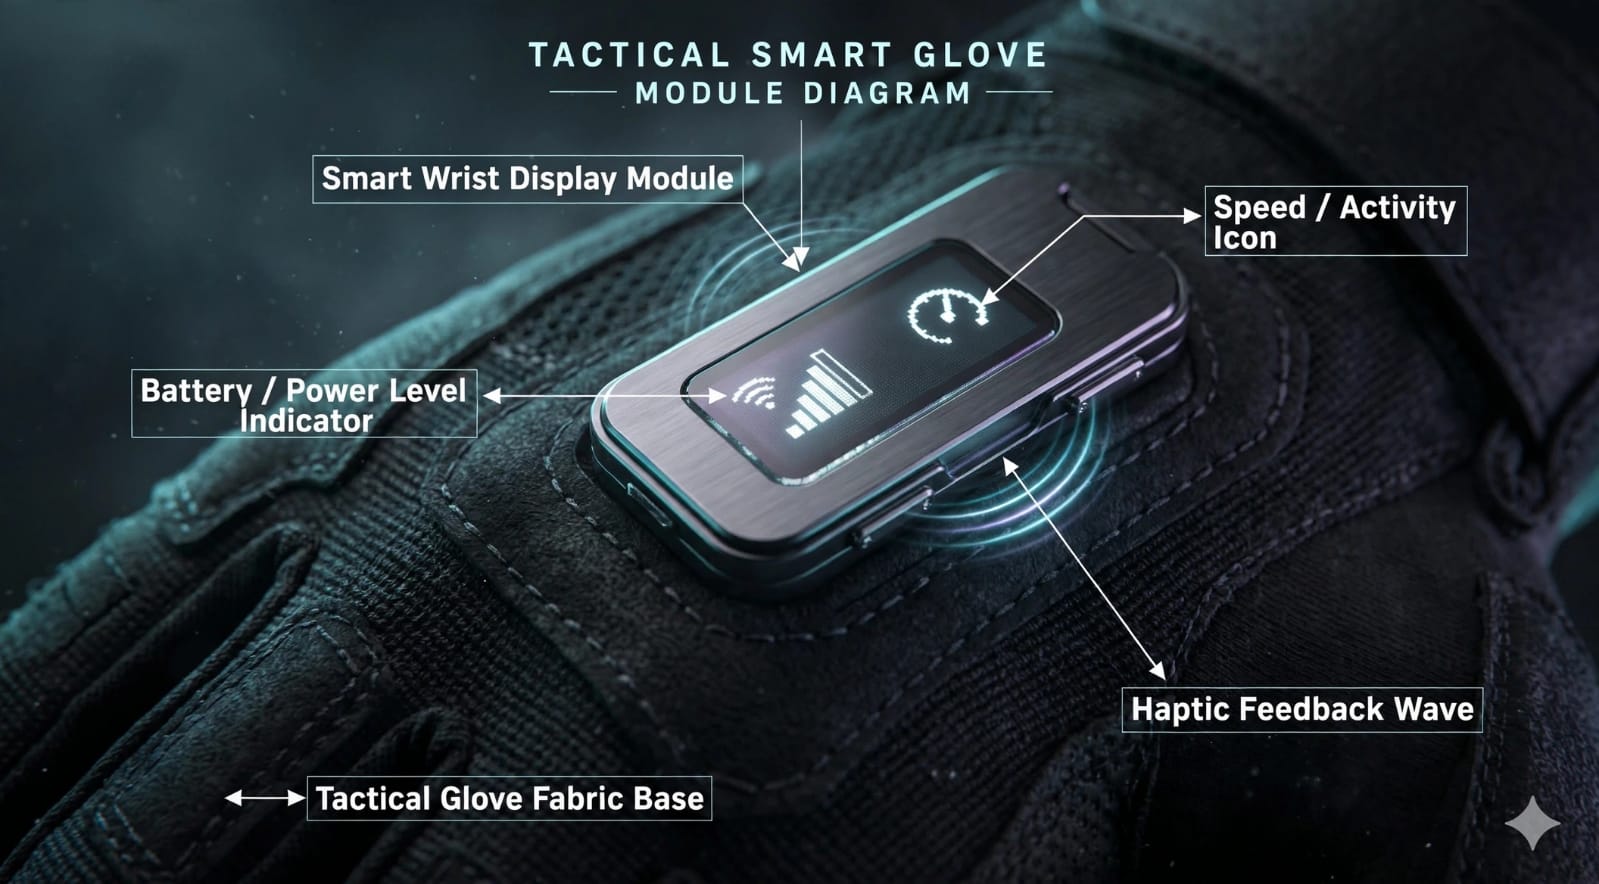 TACTICAL SMART GLOVE
MODULE DIAGRAM
Smart Wrist Display Module
Speed / Activity
Icon
Battery / Power Level
Indicator
Haptic Feedback Wave
Tactical Glove Fabric Base